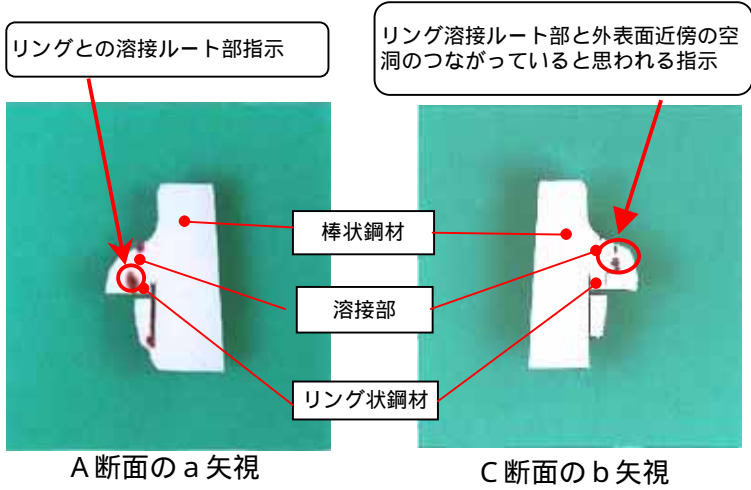 リングとの溶接ルート部指示
リング溶接ルート部と外表面近傍の空
洞のつながっていると思われる指示
棒状鋼材
溶接部
リング状鋼材
A断面のa矢視
C断面のb矢視